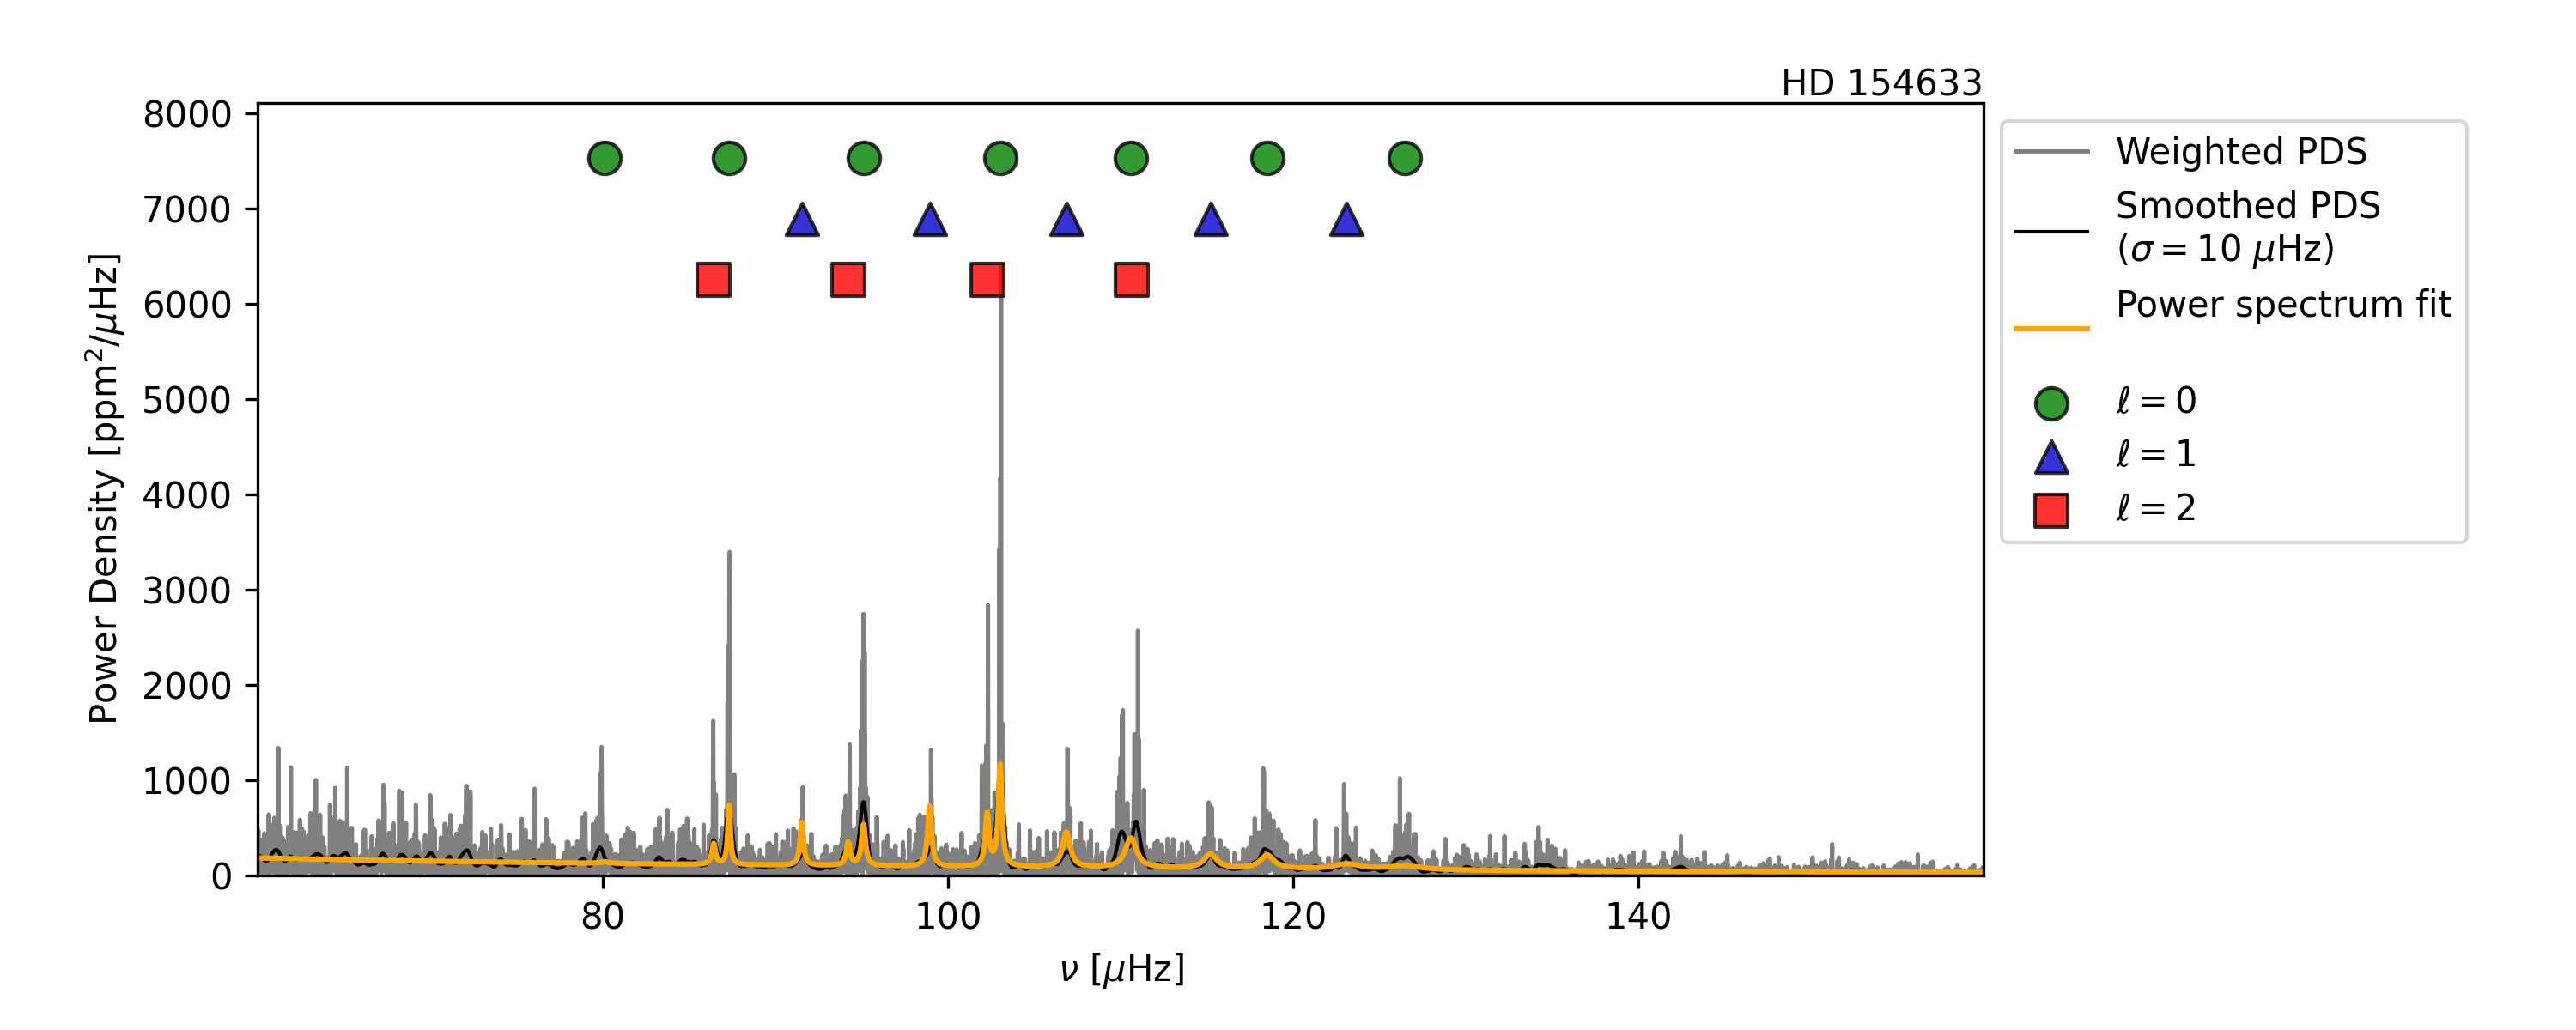 HD 154633
8000
7000
6000
5000
4000
3000
2000
1000
0
Power Density [ppm²/μHz]
80
100
120
140
ν [μHz]
Weighted PDS
Smoothed PDS
(σ = 10 μHz)
Power spectrum fit
ℓ = 0
ℓ = 1
ℓ = 2